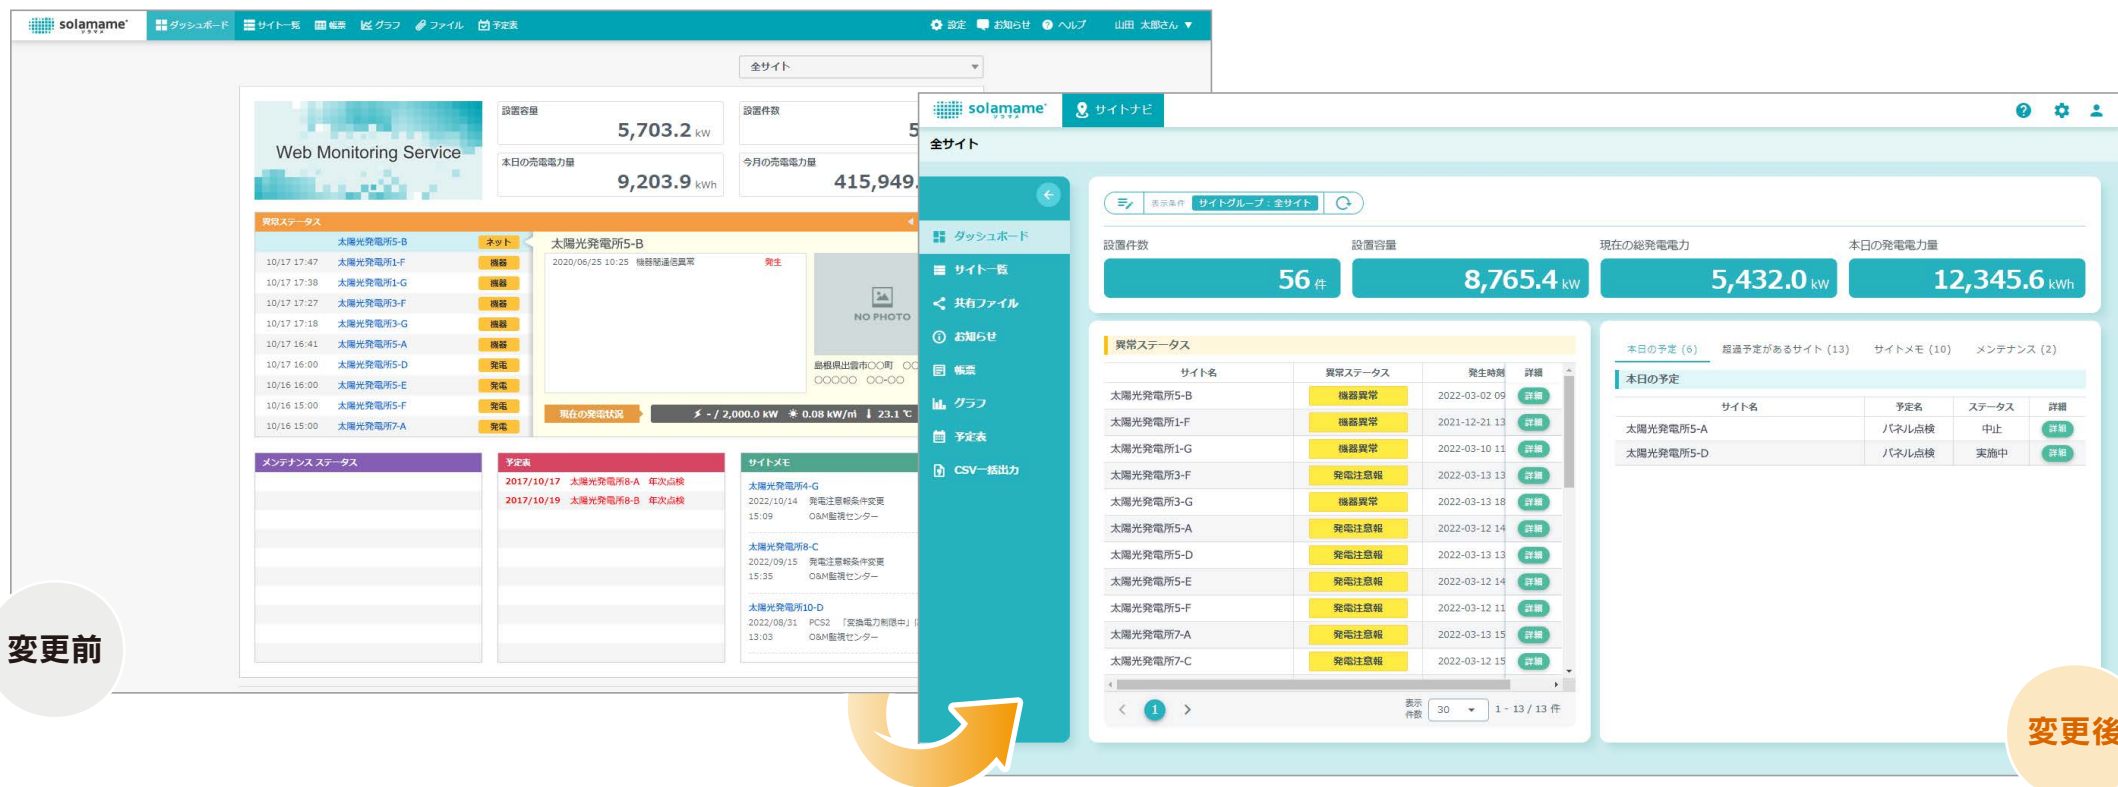 solamame
ソラマメ
ダッシュボード
サイト一覧
帳票
グラフ
ファイル
予定表
設定
お知らせ
ヘルプ
山田 太郎さん ▼
全サイト
Web Monitoring Service
設置容量
5,703.2 kW
設置件数
5
本日の売電電力量
9,203.9 kWh
今月の売電電力量
415,949.
異常ステータス
太陽光発電所5-B ネット
10/17 17:47 太陽光発電所1-F 機器
10/17 17:38 太陽光発電所1-G 機器
10/17 17:27 太陽光発電所3-F 機器
10/17 17:18 太陽光発電所3-G 機器
10/17 16:41 太陽光発電所5-A 機器
10/17 16:00 太陽光発電所5-D 発電
10/16 16:00 太陽光発電所5-E 発電
10/16 15:00 太陽光発電所5-F 発電
10/16 15:00 太陽光発電所7-A 発電
太陽光発電所5-B
2020/06/25 10:25 機器間通信異常 発生
NO PHOTO
島根県出雲市○○町 ○○
○○○○○ ○○-○○
現在の発電状況
- / 2,000.0 kW 0.08 kW/㎡ 23.1 ℃
メンテナンス ステータス
予定表
2017/10/17 太陽光発電所8-A 年次点検
2017/10/19 太陽光発電所8-B 年次点検
サイトメモ
太陽光発電所4-G
2022/10/14 発電注意報条件変更
15:09 O&M監視センター
太陽光発電所8-C
2022/09/15 発電注意報条件変更
15:35 O&M監視センター
太陽光発電所10-D
2022/08/31 PCS2 「変換電力制限中」
13:03 O&M監視センター
変更前
solamame
ソラマメ
サイトナビ
全サイト
ダッシュボード
サイト一覧
共有ファイル
お知らせ
帳票
グラフ
予定表
CSV一括出力
表示条件 サイトグループ : 全サイト
設置件数
56 件
設置容量
8,765.4 kW
現在の総発電電力
5,432.0 kW
本日の発電電力量
12,345.6 kWh
異常ステータス
サイト名 異常ステータス 発生時刻 詳細
太陽光発電所5-B 機器異常 2022-03-02 09 詳細
太陽光発電所1-F 機器異常 2021-12-21 13 詳細
太陽光発電所1-G 機器異常 2022-03-10 11 詳細
太陽光発電所3-F 発電注意報 2022-03-13 13 詳細
太陽光発電所3-G 機器異常 2022-03-13 18 詳細
太陽光発電所5-A 発電注意報 2022-03-12 14 詳細
太陽光発電所5-D 発電注意報 2022-03-13 13 詳細
太陽光発電所5-E 発電注意報 2022-03-12 14 詳細
太陽光発電所5-F 発電注意報 2022-03-12 11 詳細
太陽光発電所7-A 発電注意報 2022-03-13 15 詳細
太陽光発電所7-C 発電注意報 2022-03-12 15 詳細
1
表示件数 30 1 - 13 / 13 件
本日の予定 (6) 超過予定があるサイト (13) サイトメモ (10) メンテナンス (2)
本日の予定
サイト名 予定名 ステータス 詳細
太陽光発電所5-A パネル点検 中止 詳細
太陽光発電所5-D パネル点検 実施中 詳細
変更後